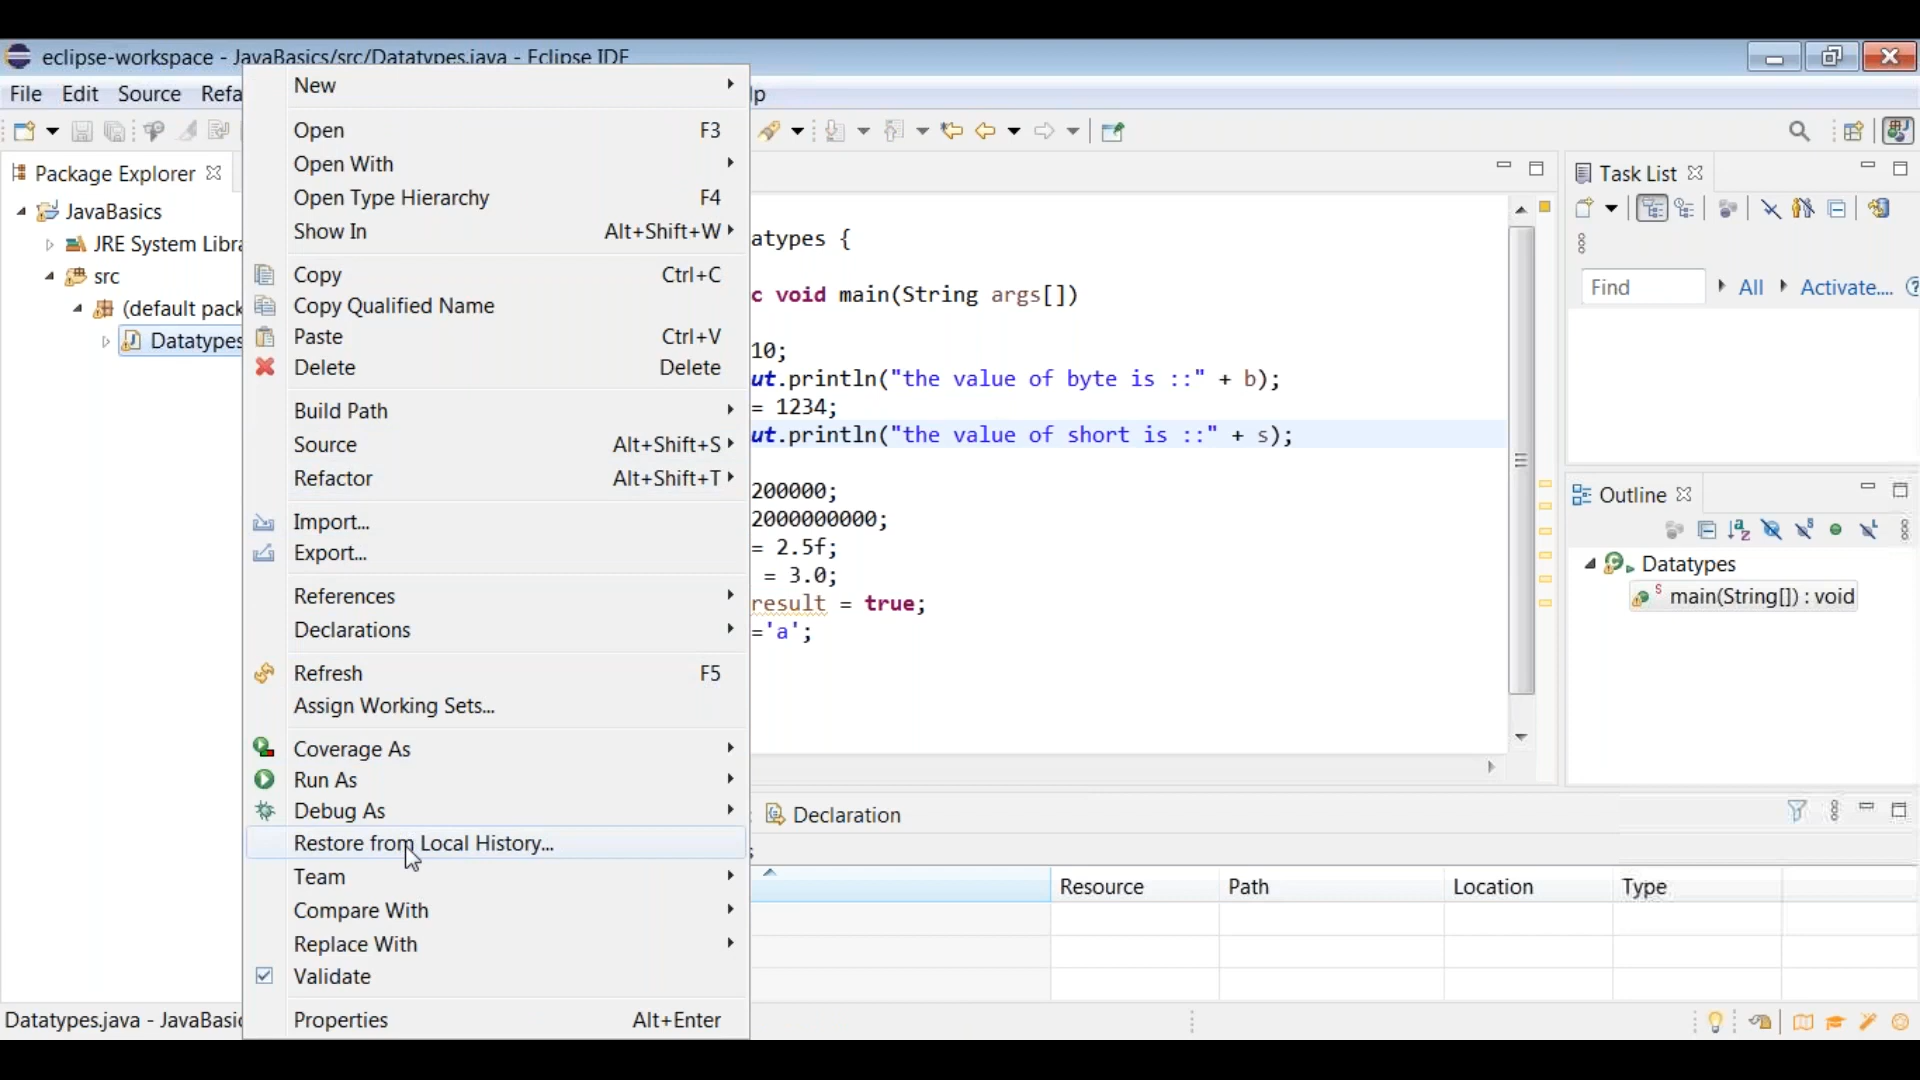 eclipse-workspace - JavaBasics/src/Datatypes.java - Eclipse IDE
File Edit Source Refa lp
Package Explorer
JavaBasics
JRE System Libra
src
(default pack
Datatypes
New
Open F3
Open With
Open Type Hierarchy F4
Show In Alt+Shift+W
Copy Ctrl+C
Copy Qualified Name
Paste Ctrl+V
Delete Delete
Build Path
Source Alt+Shift+S
Refactor Alt+Shift+T
Import...
Export...
References
Declarations
Refresh F5
Assign Working Sets...
Coverage As
Run As
Debug As
Restore from Local History...
Team
Compare With
Replace With
Validate
Properties Alt+Enter
atypes {
c void main(String args[])
10;
ut.println("the value of byte is ::" + b);
= 1234;
ut.println("the value of short is ::" + s);
200000;
2000000000;
= 2.5f;
= 3.0;
result = true;
='a';
Task List
Find All Activate....
Outline
Datatypes
main(String[]) : void
Declaration
Resource Path Location Type
Datatypes.java - JavaBasic